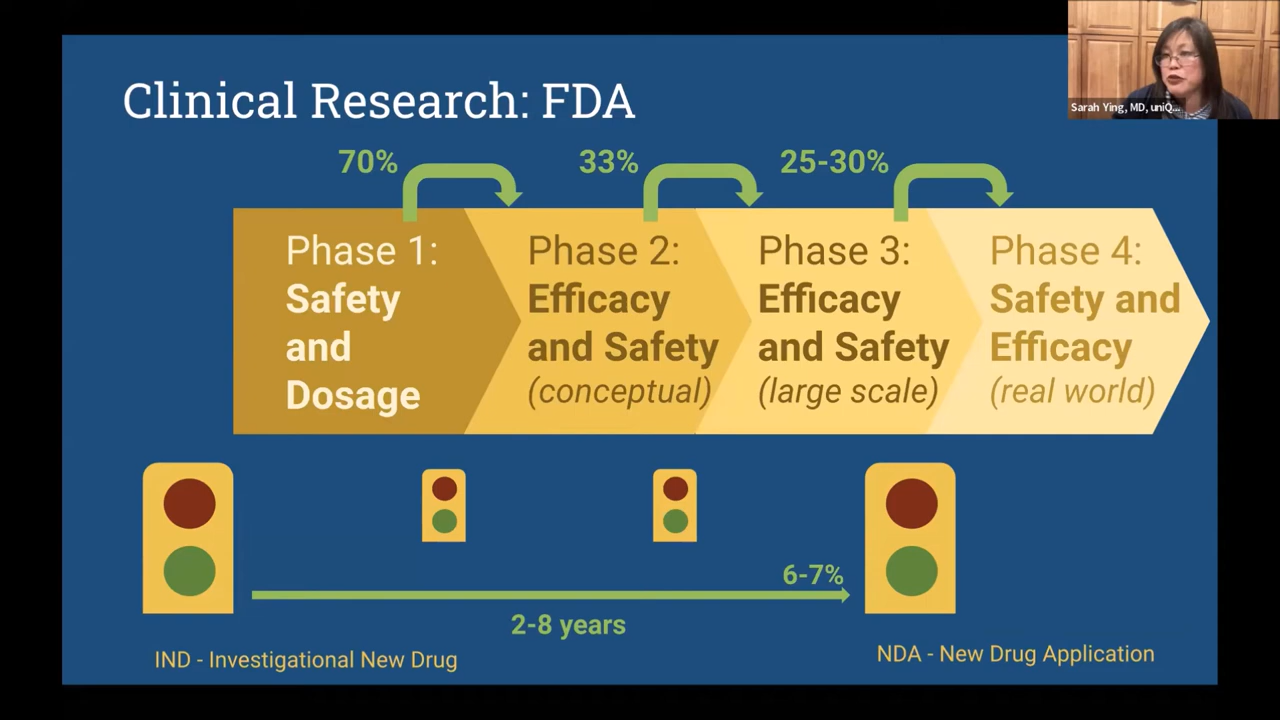 Clinical Research: FDA
Sarah Ying, MD, uniQ...
70%
33%
25-30%
Phase 1:
Safety
and
Dosage
Phase 2:
Efficacy
and Safety
(conceptual)
Phase 3:
Efficacy
and Safety
(large scale)
Phase 4:
Safety and
Efficacy
(real world)
6-7%
2-8 years
IND - Investigational New Drug
NDA - New Drug Application